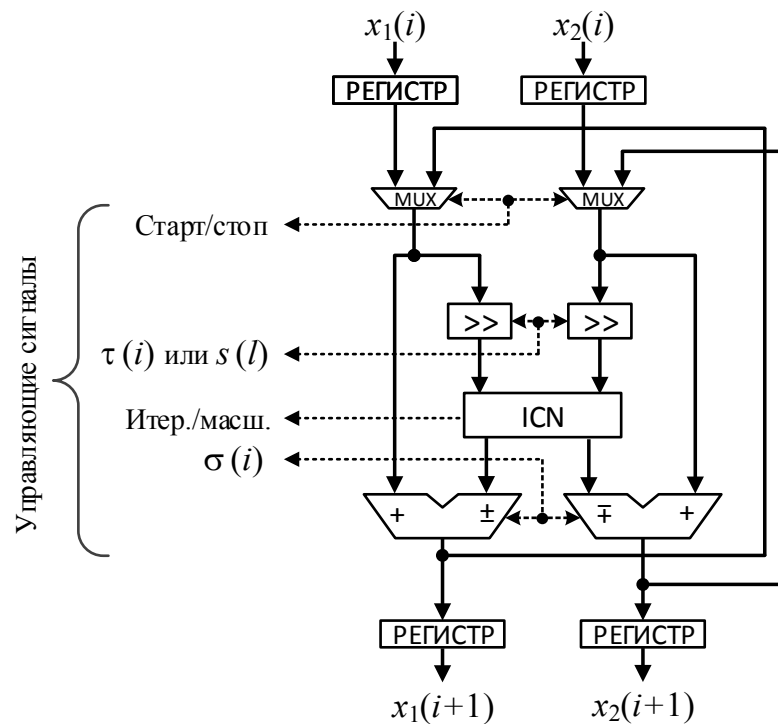 x₁(i) x₂(i)
РЕГИСТР РЕГИСТР
MUX MUX
Старт/стоп
>> >>
τ(i) или s(l)
Итер./масш.
ICN
σ(i)
+ ± ∓ +
Управляющие сигналы
РЕГИСТР РЕГИСТР
x₁(i+1) x₂(i+1)